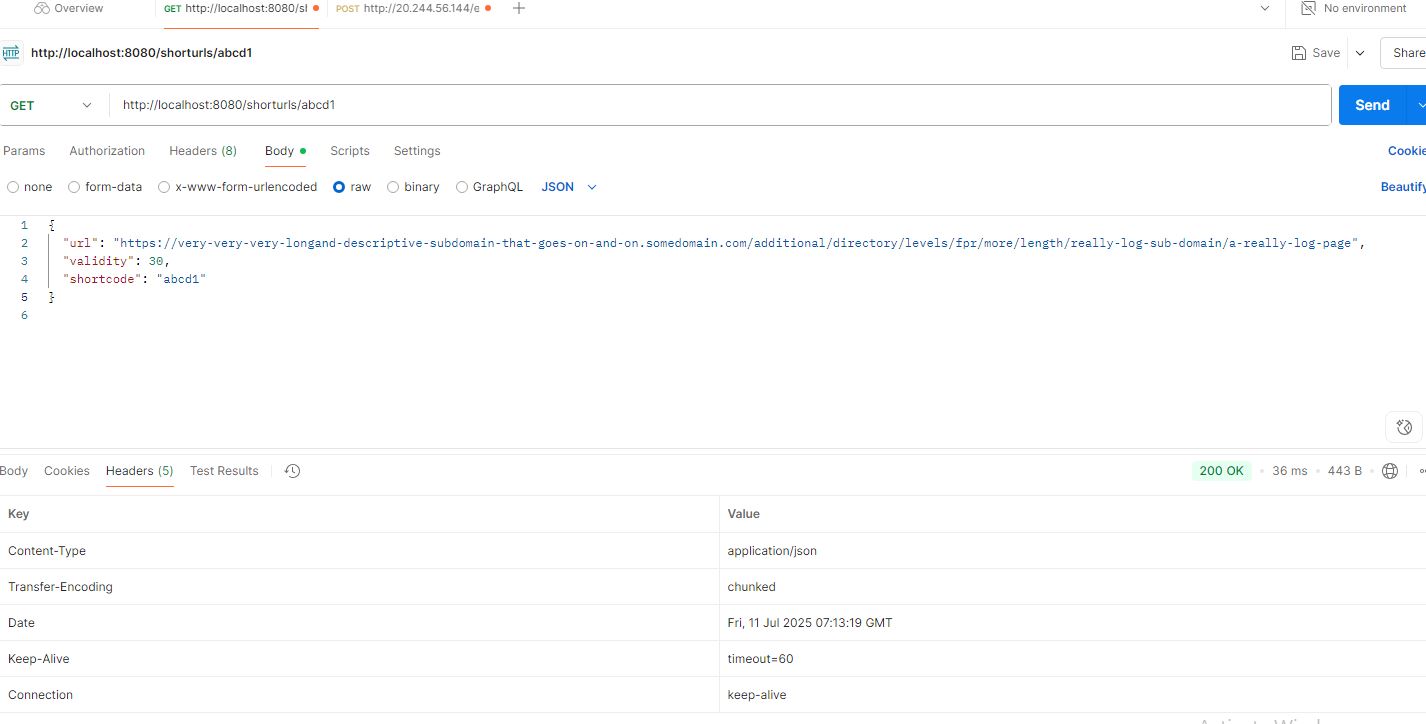 Overview GET http://localhost:8080/sl POST http://20.244.56.144/e No environment
HTTP http://localhost:8080/shorturls/abcd1 Save Share
GET http://localhost:8080/shorturls/abcd1 Send
Params Authorization Headers (8) Body Scripts Settings Cookie
none form-data x-www-form-urlencoded raw binary GraphQL JSON Beautify
1 {
2 "url": "https://very-very-very-longand-descriptive-subdomain-that-goes-on-and-on.somedomain.com/additional/directory/levels/fpr/more/length/really-log-sub-domain/a-really-log-page",
3 "validity": 30,
4 "shortcode": "abcd1"
5 }
6
Body Cookies Headers (5) Test Results 200 OK • 36 ms • 443 B
Key Value
Content-Type application/json
Transfer-Encoding chunked
Date Fri, 11 Jul 2025 07:13:19 GMT
Keep-Alive timeout=60
Connection keep-alive